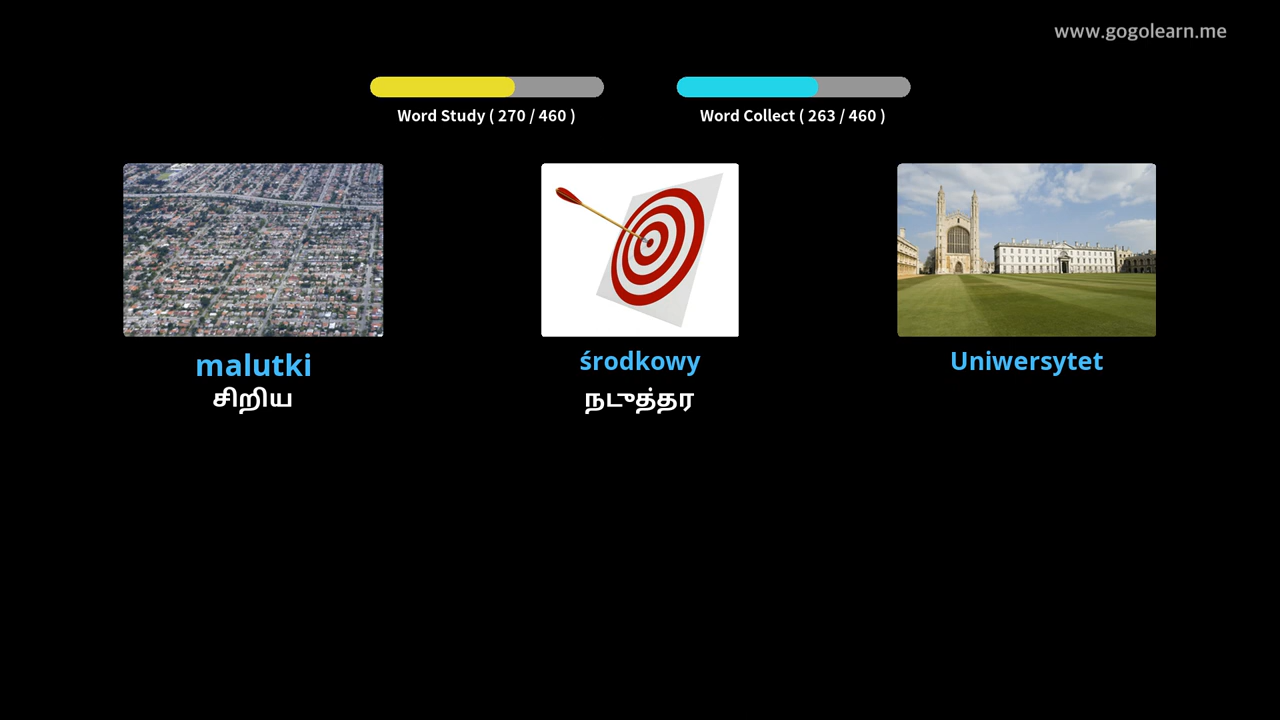 www.gogolearn.me
Word Study ( 270 / 460 )
Word Collect ( 263 / 460 )
malutki
சிறிய
środkowy
நடுத்தர
Uniwersytet